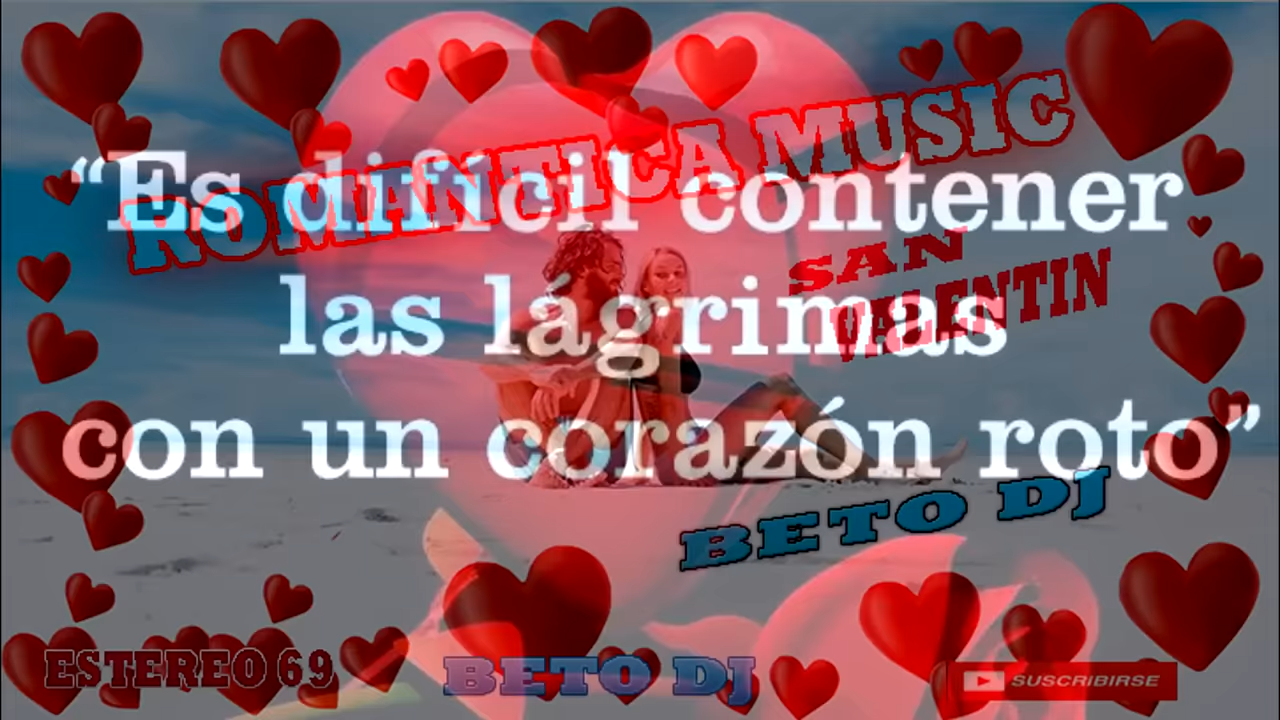 ROMANTICA MUSIC
“Es difícil contener
SAN
VALENTIN
las lágrimas
con un corazón roto”
BETO DJ
ESTEREO 69
BETO DJ
SUSCRIBIRSE